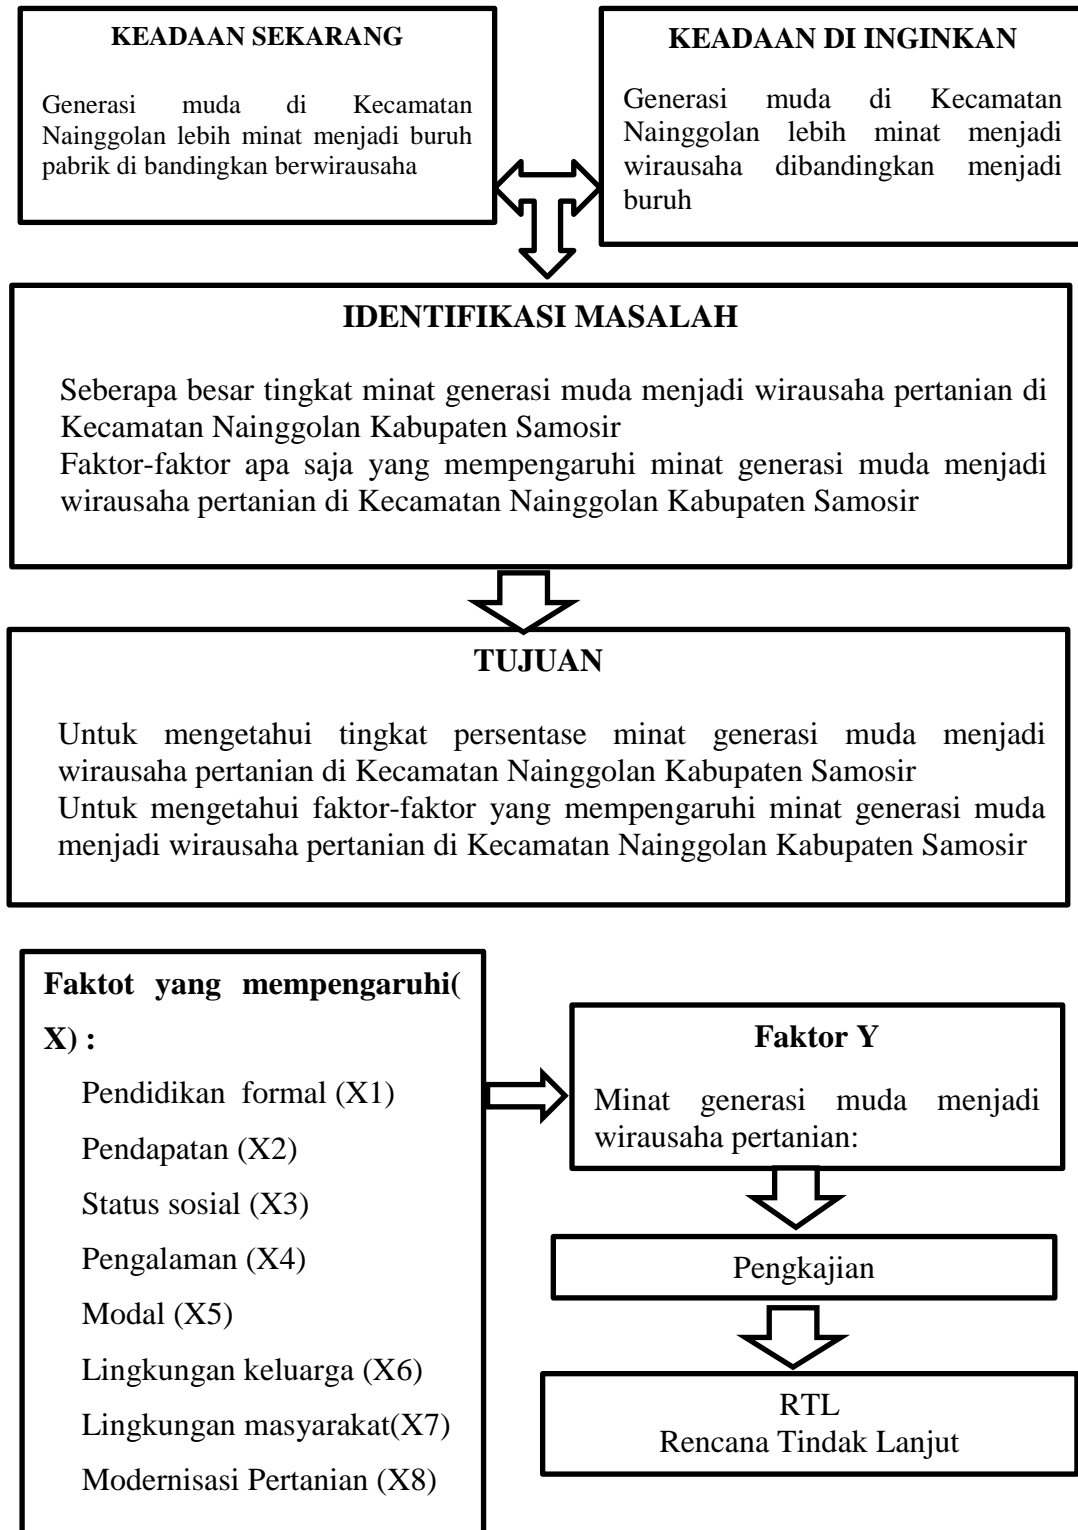 KEADAAN SEKARANG
Generasi muda di Kecamatan
Nainggolan lebih minat menjadi buruh
pabrik di bandingkan berwirausaha
KEADAAN DI INGINKAN
Generasi muda di Kecamatan
Nainggolan lebih minat menjadi
wirausaha dibandingkan menjadi
buruh
IDENTIFIKASI MASALAH
Seberapa besar tingkat minat generasi muda menjadi wirausaha pertanian di
Kecamatan Nainggolan Kabupaten Samosir
Faktor-faktor apa saja yang mempengaruhi minat generasi muda menjadi
wirausaha pertanian di Kecamatan Nainggolan Kabupaten Samosir
TUJUAN
Untuk mengetahui tingkat persentase minat generasi muda menjadi
wirausaha pertanian di Kecamatan Nainggolan Kabupaten Samosir
Untuk mengetahui faktor-faktor yang mempengaruhi minat generasi muda
menjadi wirausaha pertanian di Kecamatan Nainggolan Kabupaten Samosir
Faktot yang mempengaruhi(
X) :
Pendidikan formal (X1)
Pendapatan (X2)
Status sosial (X3)
Pengalaman (X4)
Modal (X5)
Lingkungan keluarga (X6)
Lingkungan masyarakat(X7)
Modernisasi Pertanian (X8)
Faktor Y
Minat generasi muda menjadi
wirausaha pertanian:
Pengkajian
RTL
Rencana Tindak Lanjut